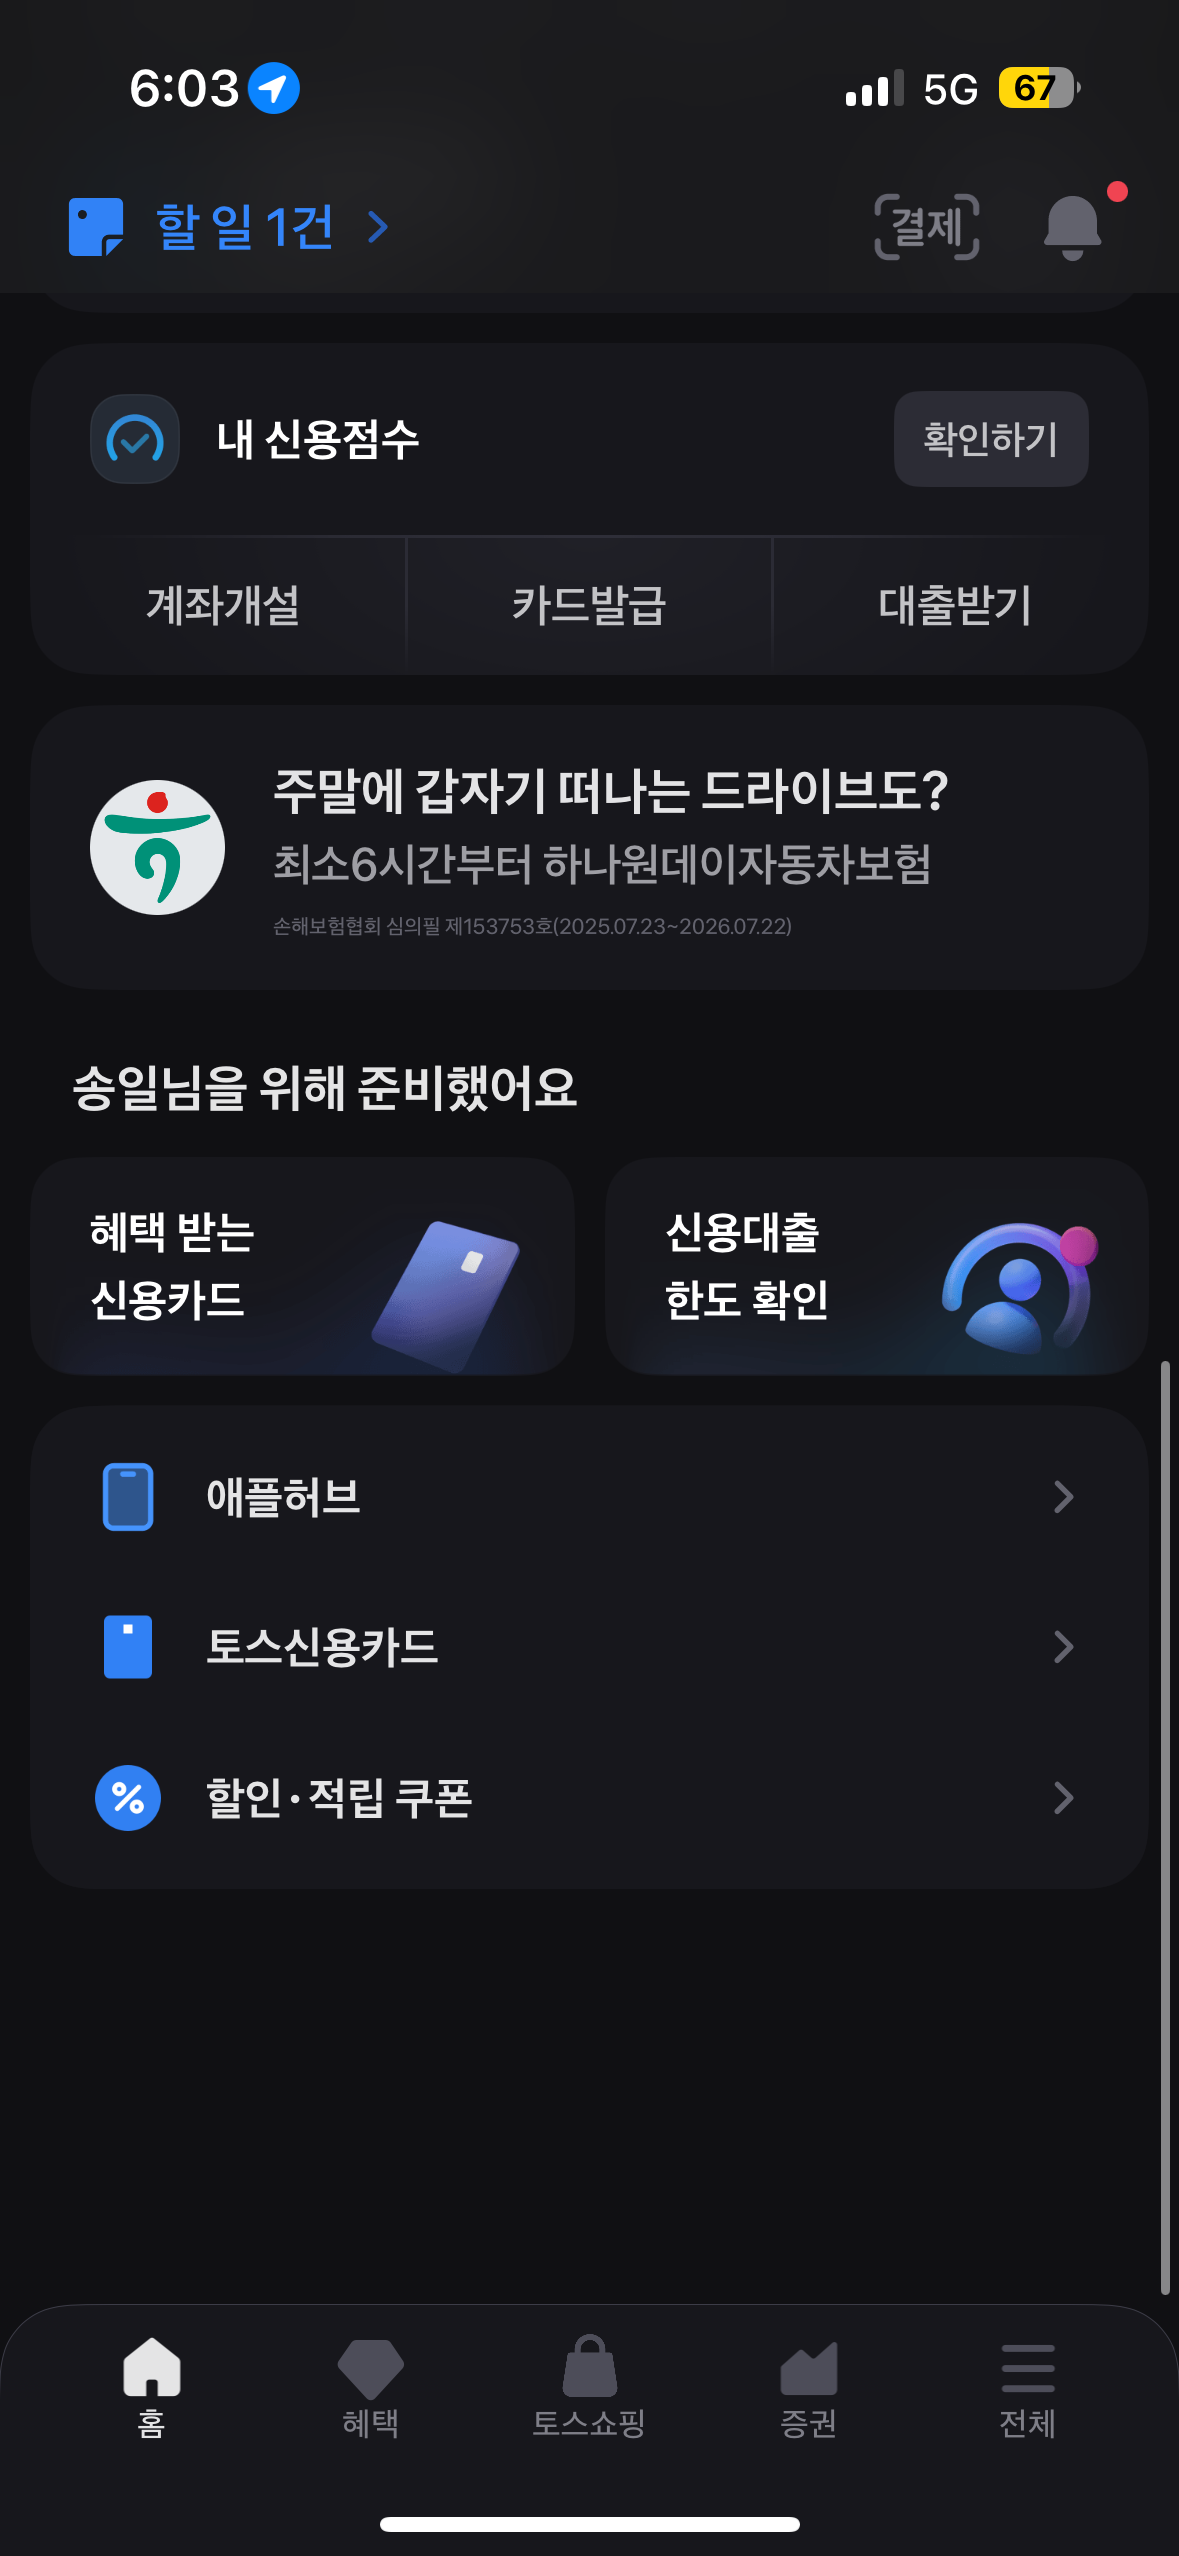 6:03
5G
67
할 일 1건
결제
내 신용점수
확인하기
계좌개설
카드발급
대출받기
주말에 갑자기 떠나는 드라이브도?
최소6시간부터 하나원데이자동차보험
손해보험협회 심의필 제153753호(2025.07.23~2026.07.22)
송일님을 위해 준비했어요
혜택 받는
신용카드
신용대출
한도 확인
애플허브
토스신용카드
할인·적립 쿠폰
홈
혜택
토스쇼핑
증권
전체